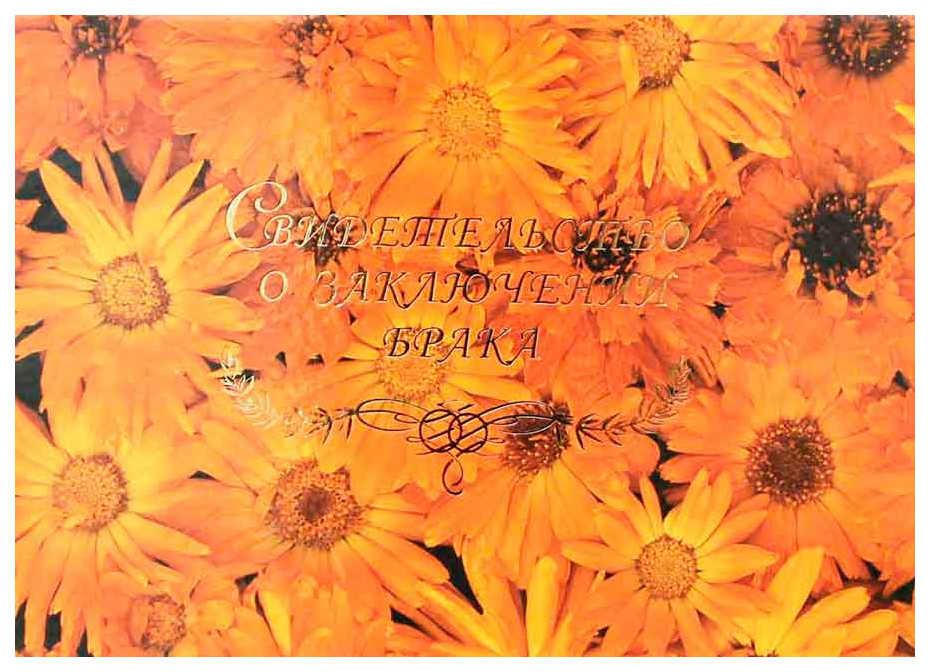 Свидетельство
о заключении
брака